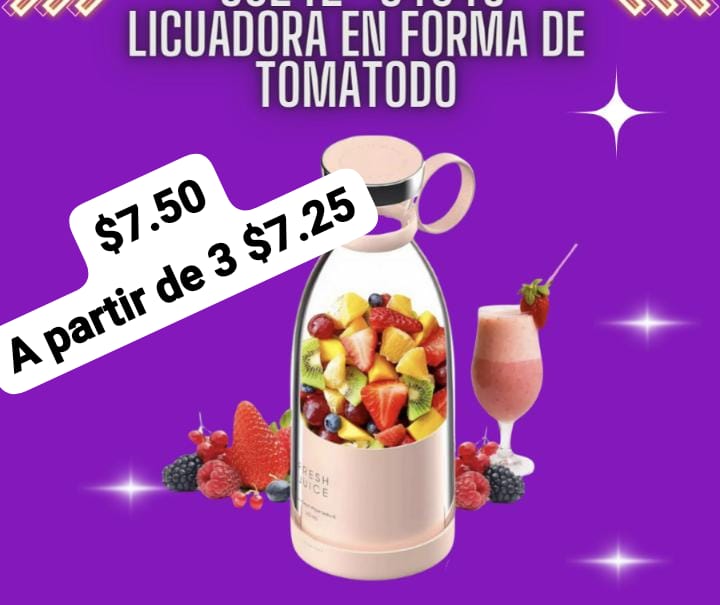 LICUADORA EN FORMA DE
TOMATODO
$7.50
A partir de 3 $7.25
FRESH
JUICE